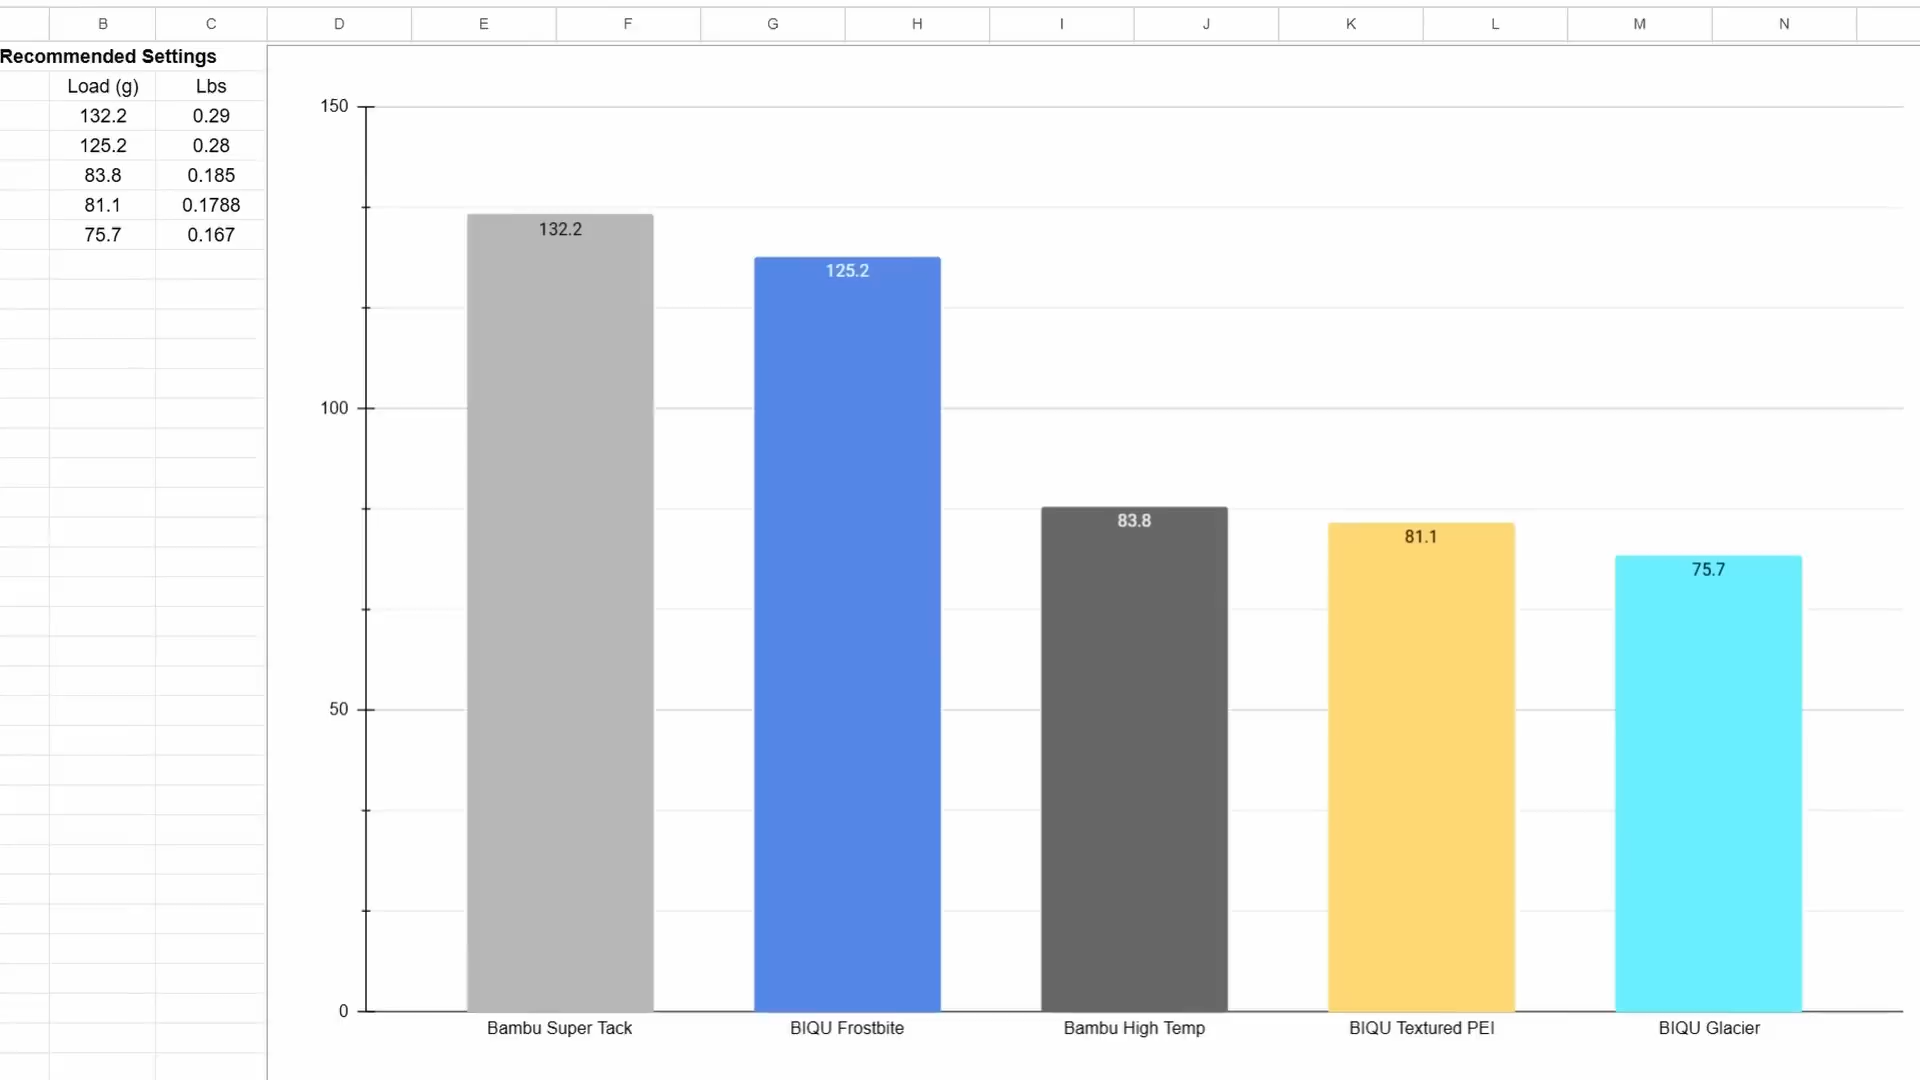 B C D E F G H I J K L M N
Recommended Settings
Load (g) Lbs
132.2 0.29
125.2 0.28
83.8 0.185
81.1 0.1788
75.7 0.167
150
100
50
0
132.2
125.2
83.8
81.1
75.7
Bambu Super Tack
BIQU Frostbite
Bambu High Temp
BIQU Textured PEI
BIQU Glacier